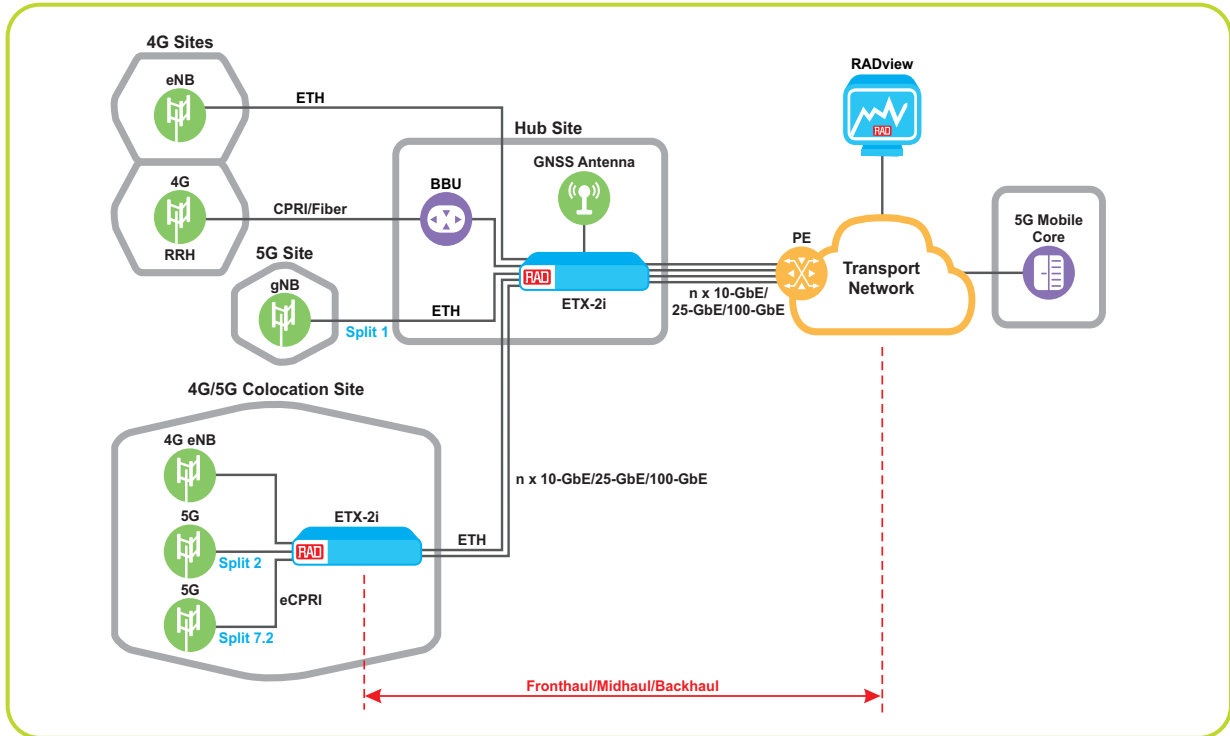 4G Sites
eNB
ETH
4G
RRH
CPRI/Fiber
Hub Site
BBU
GNSS Antenna
RAD
ETX-2i
5G Site
gNB
ETH
Split 1
n x 10-GbE/
25-GbE/100-GbE
PE
RADview
RAD
Transport
Network
5G Mobile
Core
4G/5G Colocation Site
4G eNB
5G
Split 2
5G
Split 7.2
eCPRI
ETX-2i
RAD
ETH
n x 10-GbE/25-GbE/100-GbE
Fronthaul/Midhaul/Backhaul